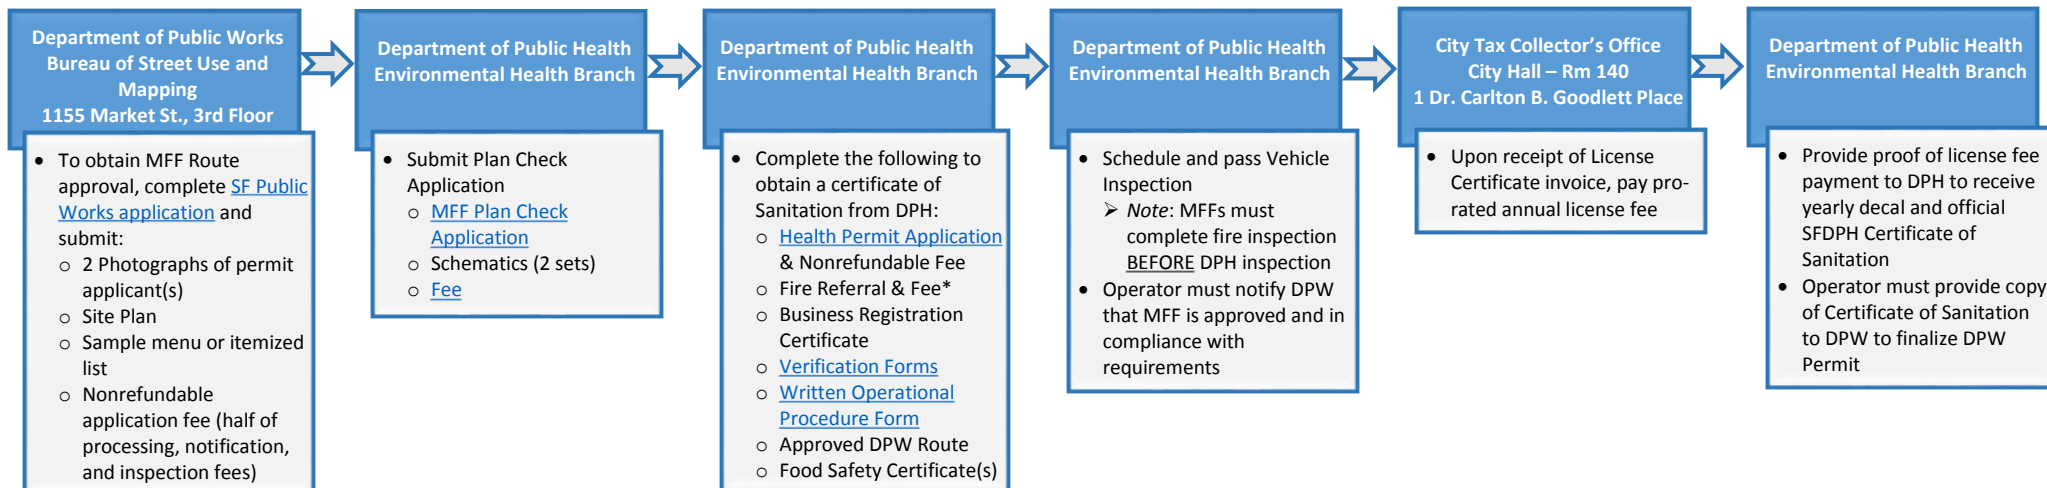 Department of Public Works
Bureau of Street Use and
Mapping
1155 Market St., 3rd Floor
• To obtain MFF Route
approval, complete SF Public
Works application and
submit:
o 2 Photographs of permit
applicant(s)
o Site Plan
o Sample menu or itemized
list
o Nonrefundable
application fee (half of
processing, notification,
and inspection fees)
Department of Public Health
Environmental Health Branch
• Submit Plan Check
Application
o MFF Plan Check
Application
o Schematics (2 sets)
o Fee
Department of Public Health
Environmental Health Branch
• Complete the following to
obtain a certificate of
Sanitation from DPH:
o Health Permit Application
& Nonrefundable Fee
o Fire Referral & Fee*
o Business Registration
Certificate
o Verification Forms
o Written Operational
Procedure Form
o Approved DPW Route
o Food Safety Certificate(s)
Department of Public Health
Environmental Health Branch
• Schedule and pass Vehicle
Inspection
➢ Note: MFFs must
complete fire inspection
BEFORE DPH inspection
• Operator must notify DPW
that MFF is approved and in
compliance with
requirements
City Tax Collector's Office
City Hall – Rm 140
1 Dr. Carlton B. Goodlett Place
• Upon receipt of License
Certificate invoice, pay pro-
rated annual license fee
Department of Public Health
Environmental Health Branch
• Provide proof of license fee
payment to DPH to receive
yearly decal and official
SFDPH Certificate of
Sanitation
• Operator must provide copy
of Certificate of Sanitation
to DPW to finalize DPW
Permit